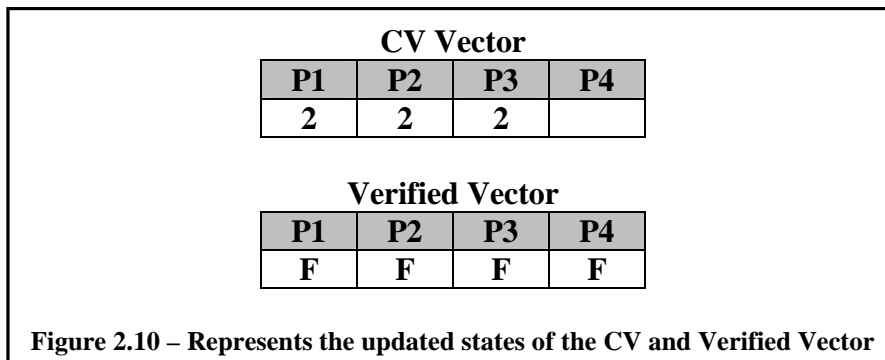 CV Vector
P1 P2 P3 P4
2 2 2
Verified Vector
P1 P2 P3 P4
F F F F
Figure 2.10 – Represents the updated states of the CV and Verified Vector